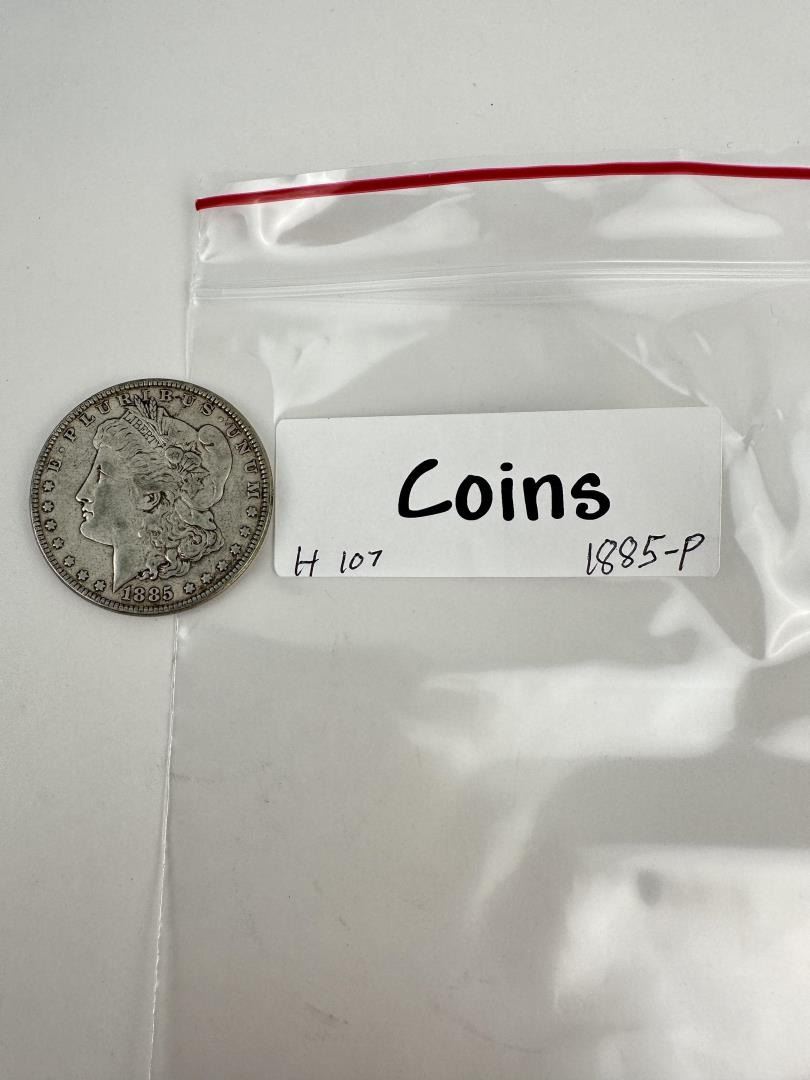 E · PLURIBUS · UNUM
LIBERTY
1885
Coins
H 107
1885-P